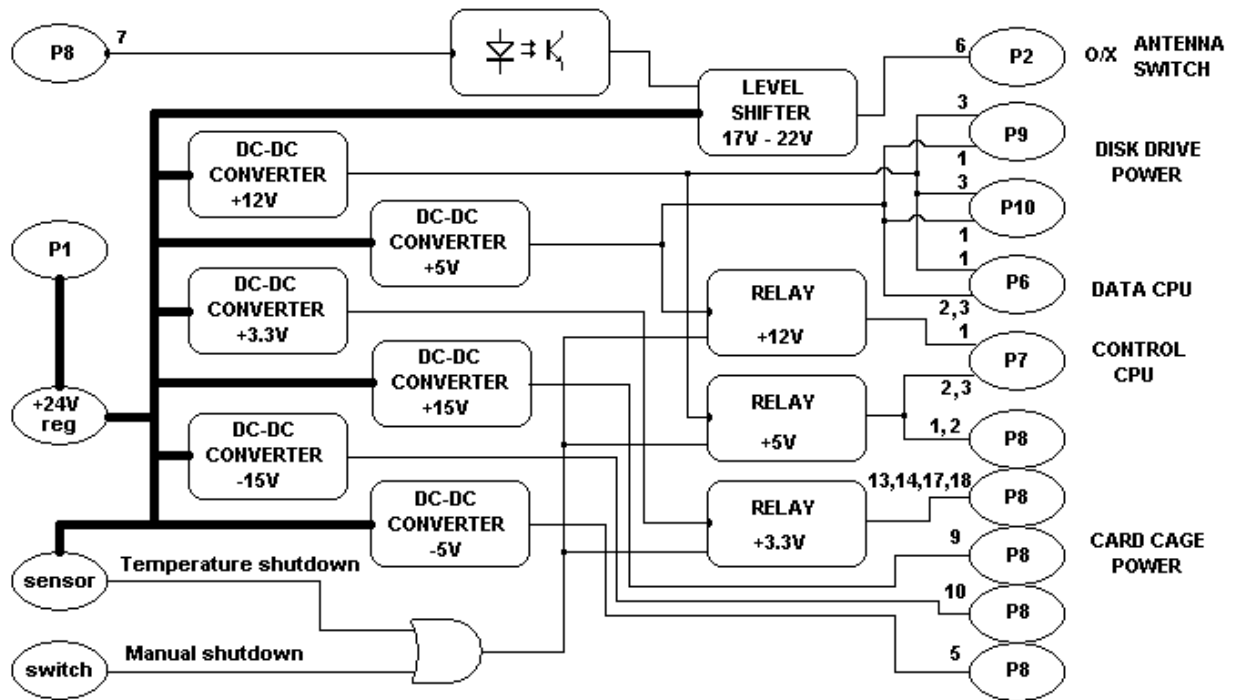 P8
7
LEVEL
SHIFTER
17V - 22V
6
P2
O/X
ANTENNA
SWITCH
DC-DC
CONVERTER
+12V
3
P9
1
DISK DRIVE
POWER
3
P10
1
DC-DC
CONVERTER
+5V
P1
1
P6
2,3
DATA CPU
DC-DC
CONVERTER
+3.3V
RELAY
+12V
1
P7
2,3
CONTROL
CPU
DC-DC
CONVERTER
+15V
+24V
reg
RELAY
+5V
1,2
P8
DC-DC
CONVERTER
-15V
13,14,17,18
P8
DC-DC
CONVERTER
-5V
RELAY
+3.3V
9
P8
CARD CAGE
POWER
sensor
Temperature shutdown
10
P8
switch
Manual shutdown
5
P8